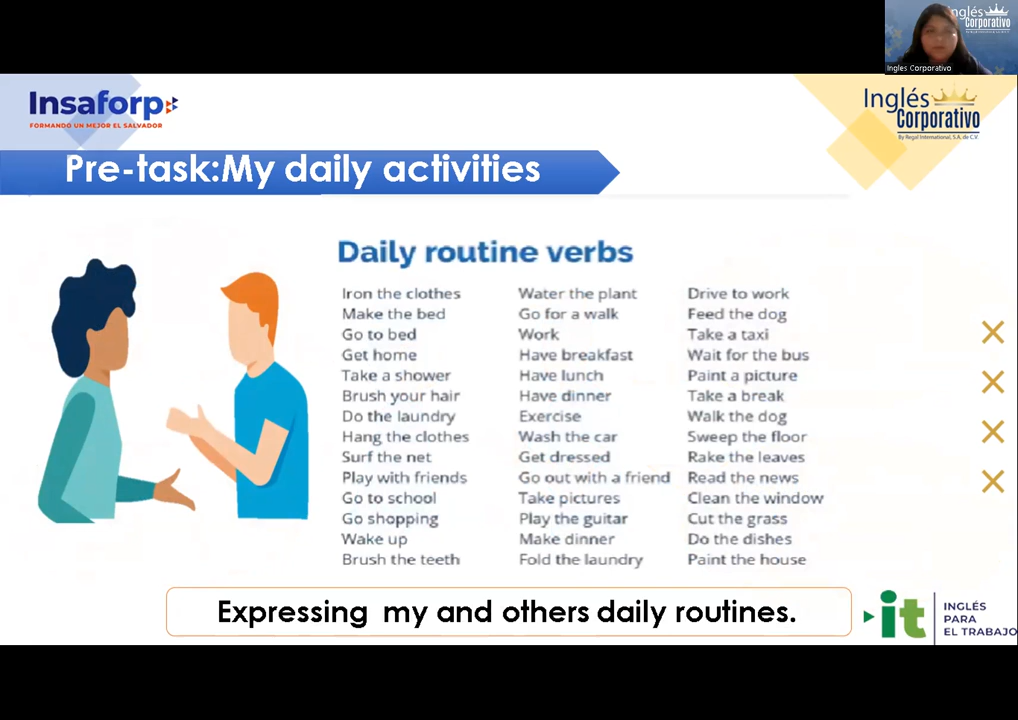 Inglés
Corporativo
Ingles Corporativo
Insaforp
FORMANDO UN MEJOR EL SALVADOR
Inglés
Corporativo
By Regal International, S.A. de C.V.
Pre-task:My daily activities
Daily routine verbs
Iron the clothes
Make the bed
Go to bed
Get home
Take a shower
Brush your hair
Do the laundry
Hang the clothes
Surf the net
Play with friends
Go to school
Go shopping
Wake up
Brush the teeth
Water the plant
Go for a walk
Work
Have breakfast
Have lunch
Have dinner
Exercise
Wash the car
Get dressed
Go out with a friend
Take pictures
Play the guitar
Make dinner
Fold the laundry
Drive to work
Feed the dog
Take a taxi
Wait for the bus
Paint a picture
Take a break
Walk the dog
Sweep the floor
Rake the leaves
Read the news
Clean the window
Cut the grass
Do the dishes
Paint the house
Expressing my and others daily routines.
it
INGLÉS
PARA
EL TRABAJO